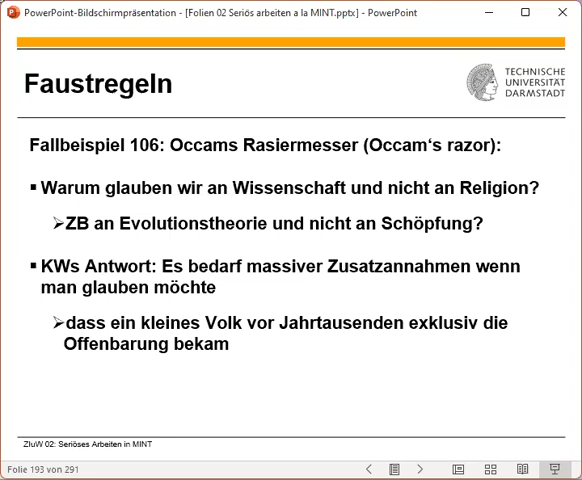 PowerPoint-Bildschirmpräsentation - [Folien 02 Seriös arbeiten a la MINT.pptx] - PowerPoint
Faustregeln
TECHNISCHE
UNIVERSITÄT
DARMSTADT
Fallbeispiel 106: Occams Rasiermesser (Occam‘s razor):
▪ Warum glauben wir an Wissenschaft und nicht an Religion?
➢ZB an Evolutionstheorie und nicht an Schöpfung?
▪ KWs Antwort: Es bedarf massiver Zusatzannahmen wenn
man glauben möchte
➢dass ein kleines Volk vor Jahrtausenden exklusiv die
Offenbarung bekam
ZIuW 02: Seriöses Arbeiten in MINT
Folie 193 von 291